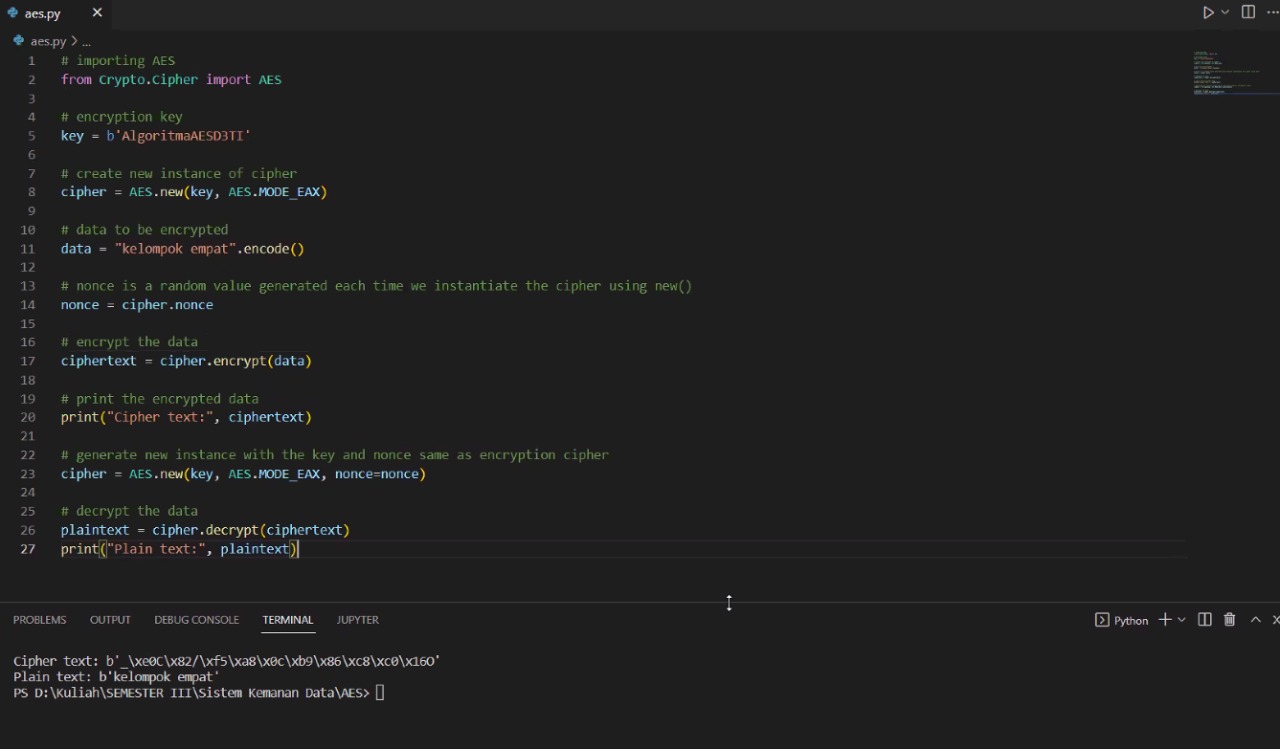 aes.py
aes.py > ...
1 # importing AES
2 from Crypto.Cipher import AES
3
4 # encryption key
5 key = b'AlgoritmaAESD3TI'
6
7 # create new instance of cipher
8 cipher = AES.new(key, AES.MODE_EAX)
9
10 # data to be encrypted
11 data = "kelompok empat".encode()
12
13 # nonce is a random value generated each time we instantiate the cipher using new()
14 nonce = cipher.nonce
15
16 # encrypt the data
17 ciphertext = cipher.encrypt(data)
18
19 # print the encrypted data
20 print("Cipher text:", ciphertext)
21
22 # generate new instance with the key and nonce same as encryption cipher
23 cipher = AES.new(key, AES.MODE_EAX, nonce=nonce)
24
25 # decrypt the data
26 plaintext = cipher.decrypt(ciphertext)
27 print("Plain text:", plaintext)
PROBLEMS OUTPUT DEBUG CONSOLE TERMINAL JUPYTER Python
Cipher text: b'_\xe0C\x82/\xf5\xa8\x0c\xb9\x86\xc8\xc0\x16O'
Plain text: b'kelompok empat'
PS D:\Kuliah\SEMESTER III\Sistem Kemanan Data\AES>